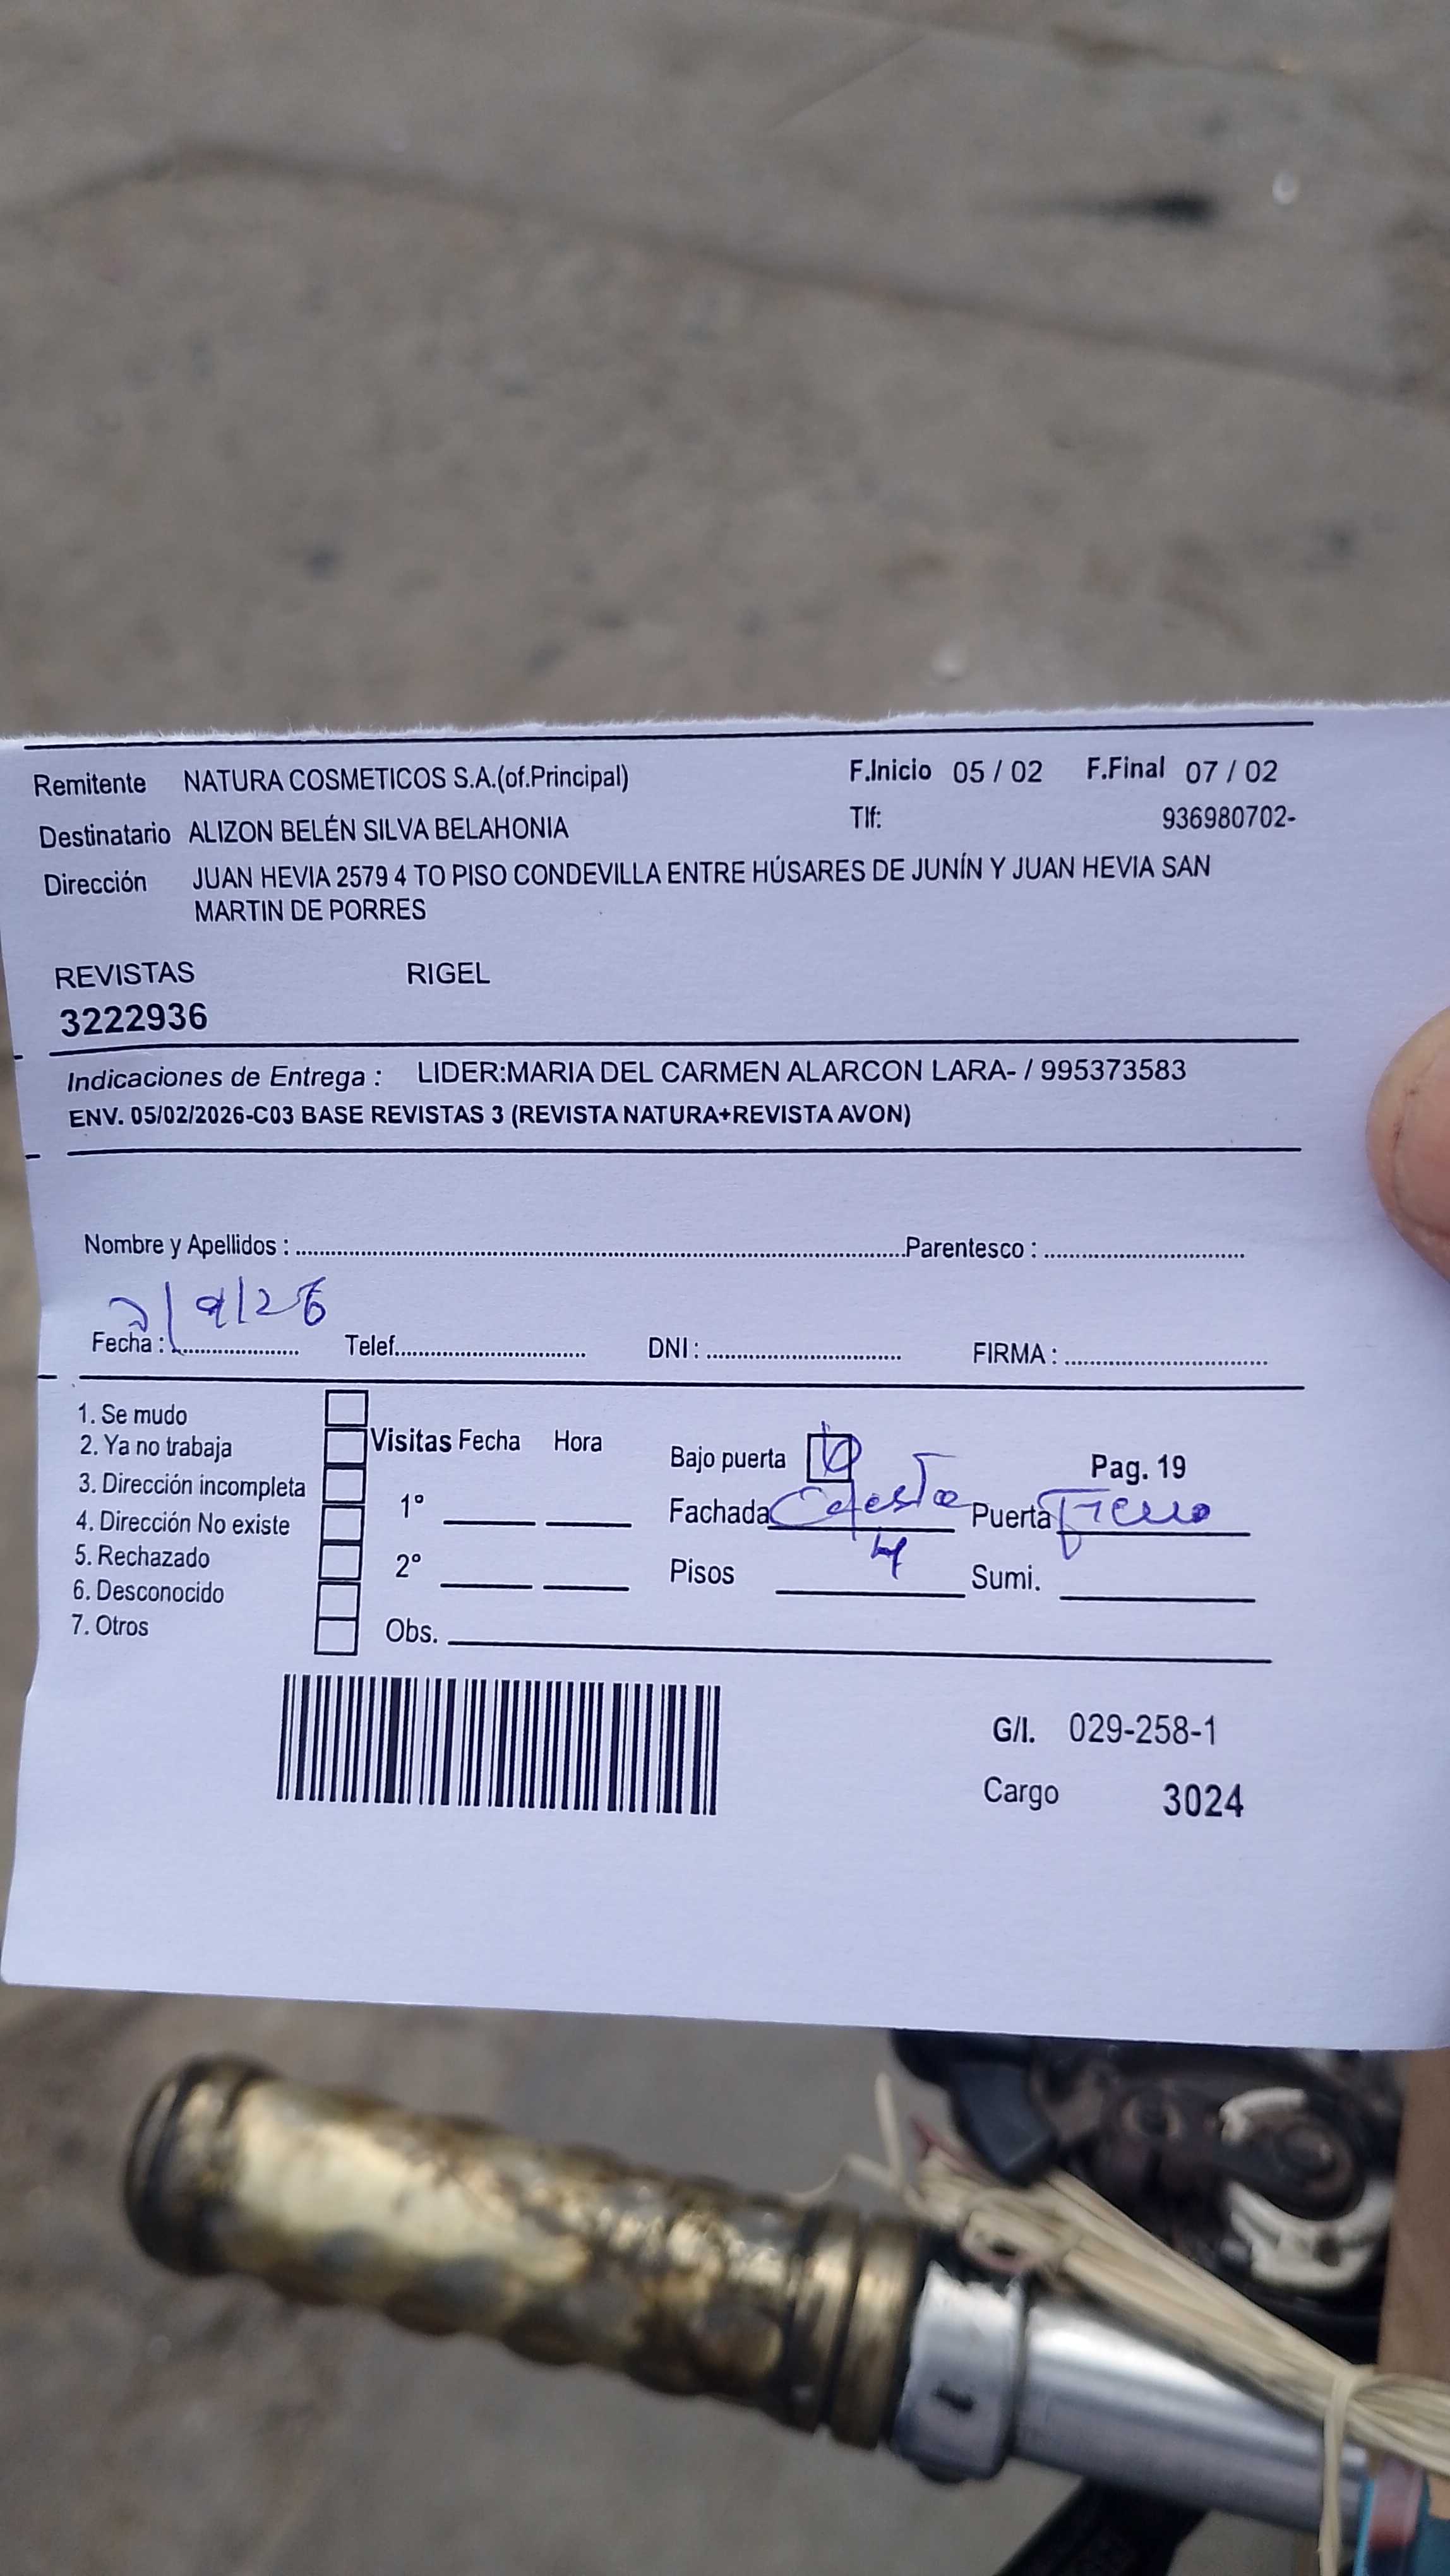 Remitente NATURA COSMETICOS S.A.(of.Principal) F.Inicio 05 / 02 F.Final 07 / 02
Destinatario ALIZON BELÉN SILVA BELAHONIA Tlf: 936980702-
Dirección JUAN HEVIA 2579 4 TO PISO CONDEVILLA ENTRE HÚSARES DE JUNÍN Y JUAN HEVIA SAN
MARTIN DE PORRES
REVISTAS RIGEL
3222936
Indicaciones de Entrega : LIDER:MARIA DEL CARMEN ALARCON LARA- / 995373583
ENV. 05/02/2026-C03 BASE REVISTAS 3 (REVISTA NATURA+REVISTA AVON)
Nombre y Apellidos : Parentesco :
Fecha : Telef. DNI : FIRMA :
1. Se mudo
2. Ya no trabaja
3. Dirección incompleta
4. Dirección No existe
5. Rechazado
6. Desconocido
7. Otros
Visitas Fecha Hora
1°
2°
Obs.
Bajo puerta Pag. 19
Fachada Celeste Puerta Fierro
Pisos 4 Sumi.
G/I. 029-258-1
Cargo 3024